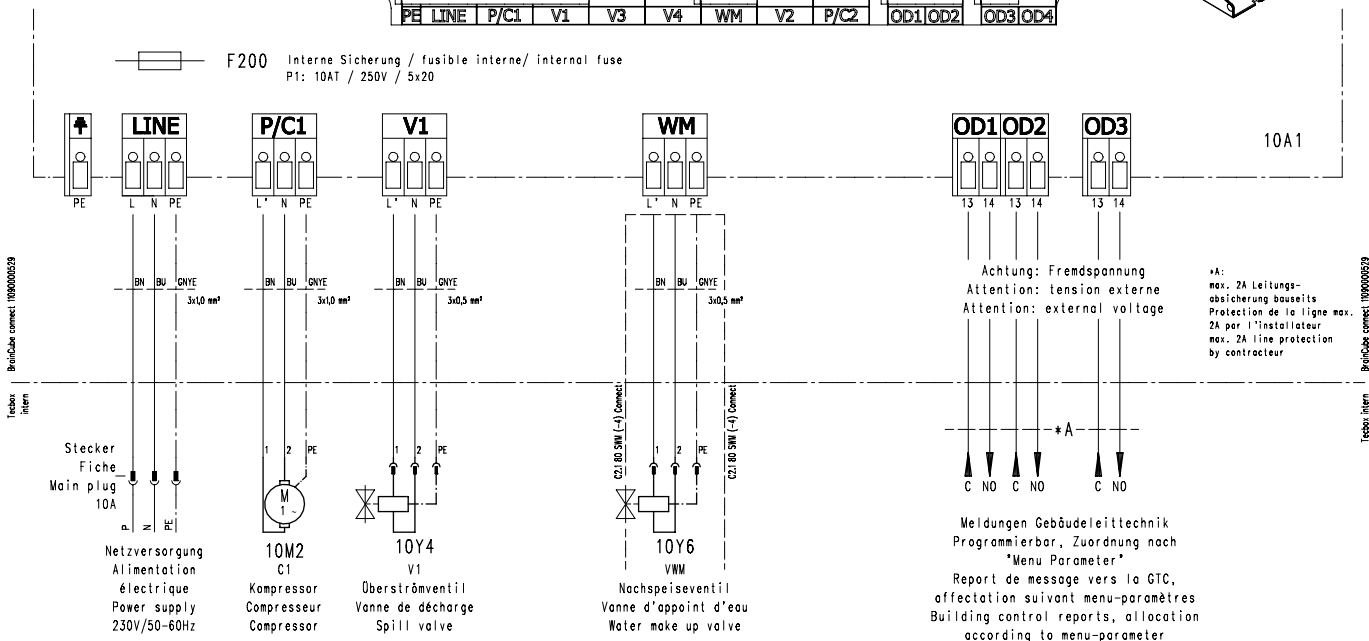 PE LINE P/C1 V1 V3 V4 WM V2 P/C2 OD1 OD2 OD3 OD4
F200 Interne Sicherung / fusible interne/ internal fuse
P1: 10AT / 250V / 5x20
LINE P/C1 V1 WM OD1 OD2 OD3
10A1
PE L N PE L' N PE L' N PE L' N PE 13 14 13 14 13 14
BrainCube connect 11090000529
BN BU GNYE
3x1,0 mm²
BN BU GNYE
3x1,0 mm²
BN BU GNYE
3x0,5 mm²
BN BU GNYE
3x0,5 mm²
Achtung: Fremdspannung
Attention: tension externe
Attention: external voltage
*A:
max. 2A Leitungs-
absicherung bauseits
Protection de la ligne max.
2A par l'installateur
max. 2A line protection
by contracteur
BrainCube connect 11090000529
Tecbox
intern
C2.1 80 SWM (-4) Connect
C2.1 80 SWM (-4) Connect
Tecbox intern
*A
Stecker
Fiche
Main plug
10A
P N PE
1 2 PE
M
1 ~
1 2 PE
1 2 PE
C NO C NO C NO
Netzversorgung
Alimentation
électrique
Power supply
230V/50-60Hz
10M2
C1
Kompressor
Compresseur
Compressor
10Y4
V1
Überströmventil
Vanne de décharge
Spill valve
10Y6
VWM
Nachspeiseventil
Vanne d'appoint d'eau
Water make up valve
Meldungen Gebäudeleittechnik
Programmierbar, Zuordnung nach
"Menu Parameter"
Report de message vers la GTC,
affectation suivant menu-paramètres
Building control reports, allocation
according to menu-parameter